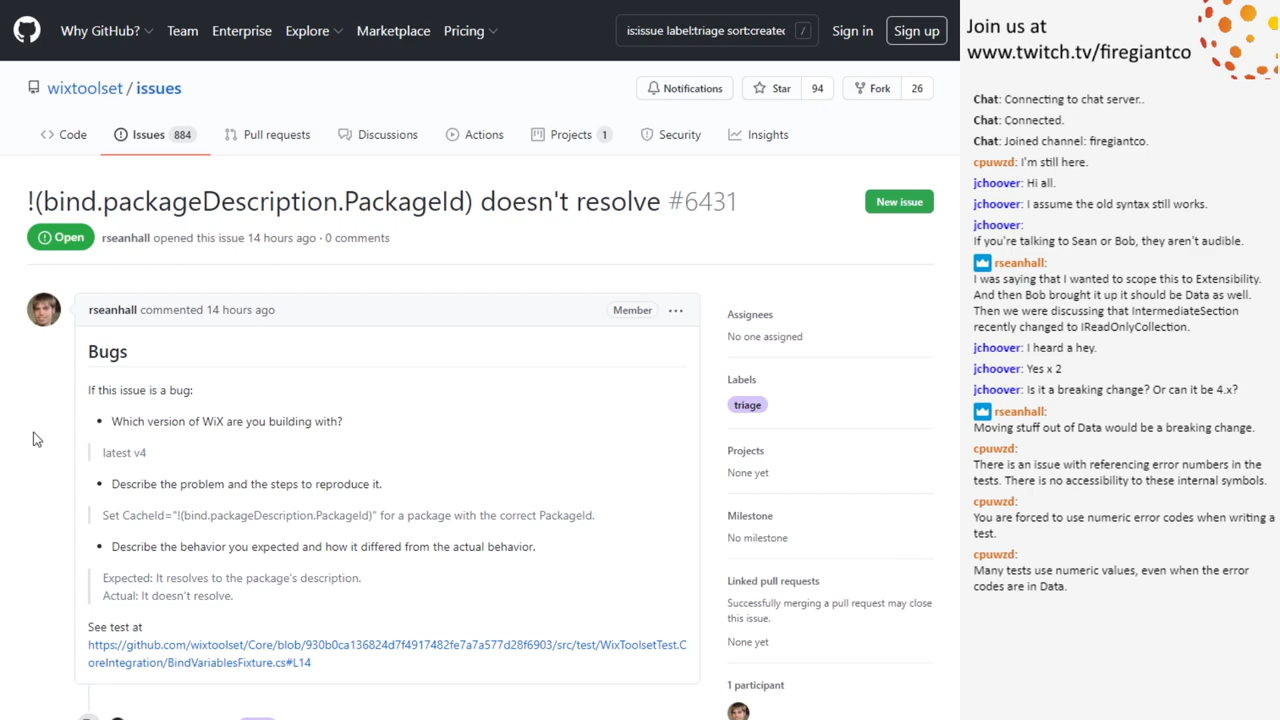 Why GitHub?
Team
Enterprise
Explore
Marketplace
Pricing
is:issue label:triage sort:created
/
Sign in
Sign up
wixtoolset / issues
Notifications
Star
94
Fork
26
Code
Issues 884
Pull requests
Discussions
Actions
Projects 1
Security
Insights
!(bind.packageDescription.PackageId) doesn't resolve #6431
New issue
Open
rseanhall opened this issue 14 hours ago · 0 comments
rseanhall commented 14 hours ago
Member
Bugs
If this issue is a bug:
• Which version of WiX are you building with?
latest v4
• Describe the problem and the steps to reproduce it.
Set CacheId="!(bind.packageDescription.PackageId)" for a package with the correct PackageId.
• Describe the behavior you expected and how it differed from the actual behavior.
Expected: It resolves to the package's description.
Actual: It doesn't resolve.
See test at
https://github.com/wixtoolset/Core/blob/930b0ca136824d7f4917482fe7a7a577d28f6903/src/test/WixToolsetTest.C
oreIntegration/BindVariablesFixture.cs#L14
Assignees
No one assigned
Labels
triage
Projects
None yet
Milestone
No milestone
Linked pull requests
Successfully merging a pull request may close
this issue.
None yet
1 participant
Join us at
www.twitch.tv/firegiantco
Chat: Connecting to chat server..
Chat: Connected.
Chat: Joined channel: firegiantco.
cpuwzd: I'm still here.
jchoover: Hi all.
jchoover: I assume the old syntax still works.
jchoover:
If you're talking to Sean or Bob, they aren't audible.
rseanhall:
I was saying that I wanted to scope this to Extensibility.
And then Bob brought it up it should be Data as well.
Then we were discussing that IntermediateSection
recently changed to IReadOnlyCollection.
jchoover: I heard a hey.
jchoover: Yes x 2
jchoover: Is it a breaking change? Or can it be 4.x?
rseanhall:
Moving stuff out of Data would be a breaking change.
cpuwzd:
There is an issue with referencing error numbers in the
tests. There is no accessibility to these internal symbols.
cpuwzd:
You are forced to use numeric error codes when writing a
test.
cpuwzd:
Many tests use numeric values, even when the error
codes are in Data.